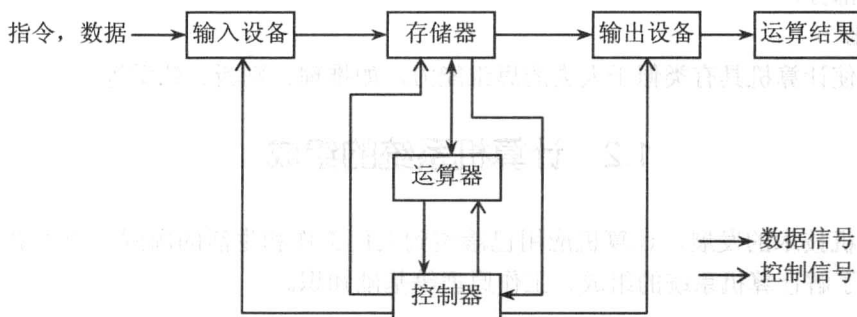 指令，数据
输入设备
存储器
输出设备
运算结果
运算器
数据信号
控制信号
控制器